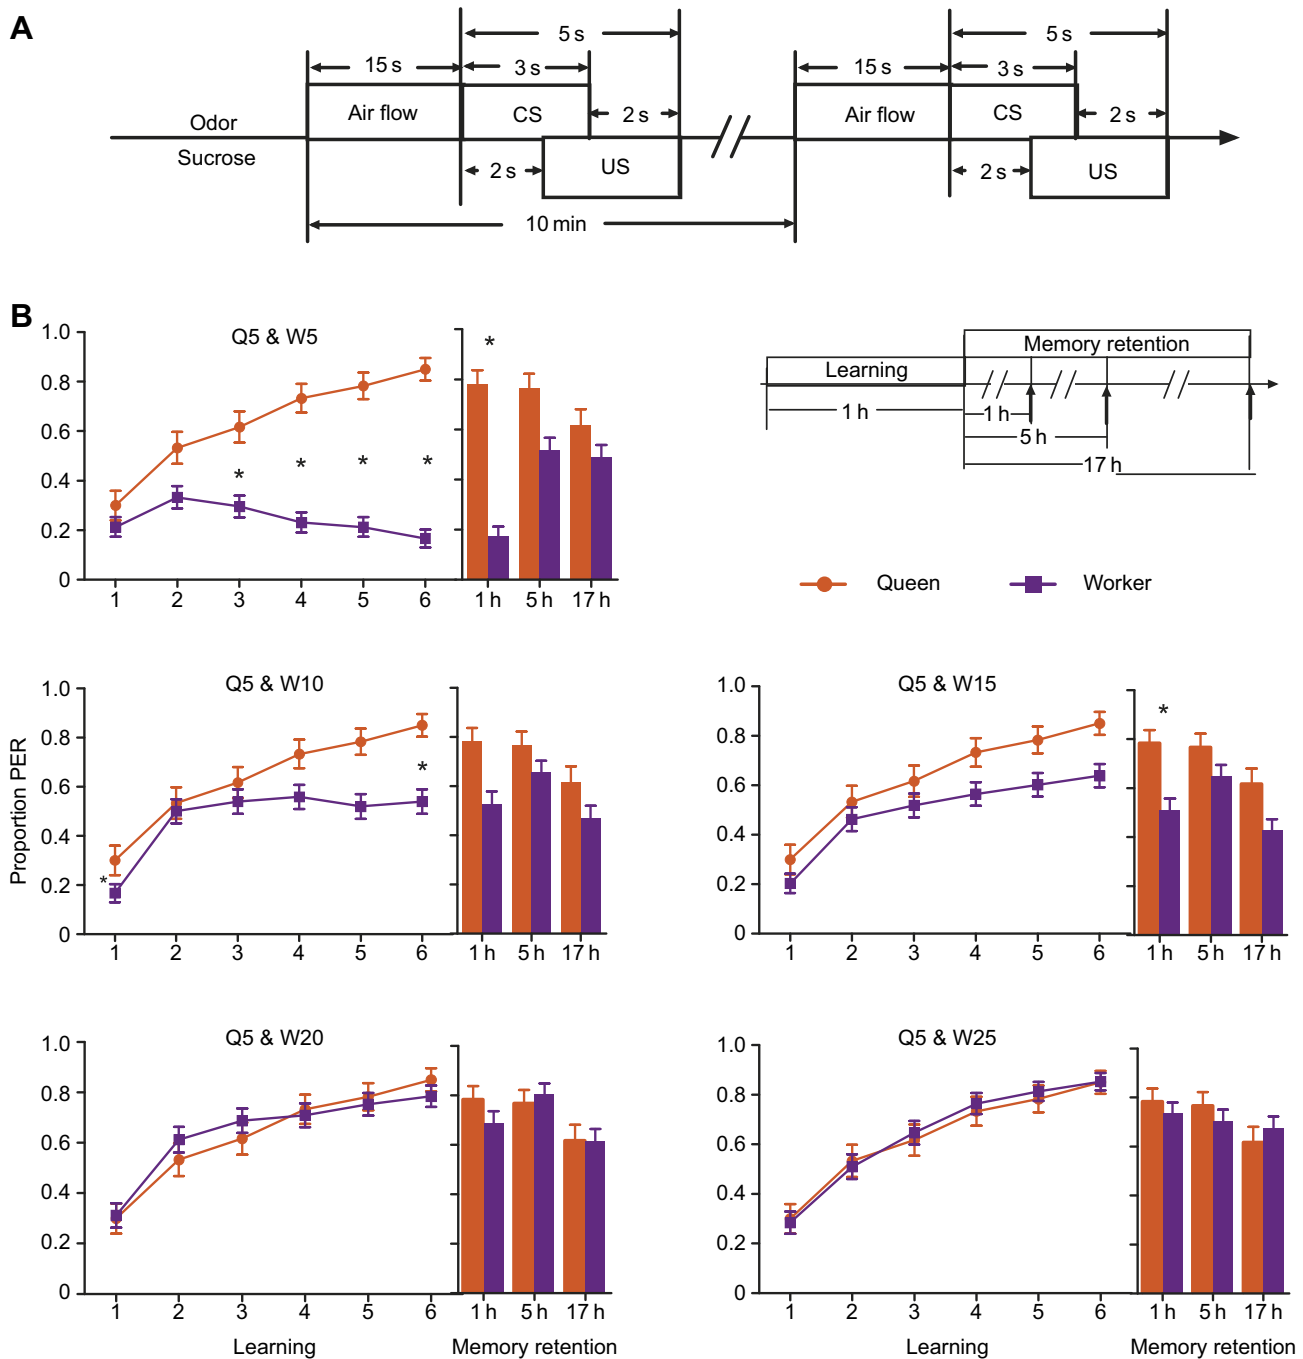 A
5 s
5 s
15 s
3 s
15 s
3 s
Air flow
CS
2 s
Air flow
CS
2 s
Odor
Sucrose
2 s
US
2 s
US
10 min
B
Q5 & W5
1.0
0.8
0.6
0.4
0.2
0
* * * *
*
1 2 3 4 5 6
1 h 5 h 17 h
Memory retention
Learning
1 h
1 h
5 h
17 h
Queen
Worker
Proportion PER
Q5 & W10
1.0
0.8
0.6
0.4
0.2
0
*
*
1 2 3 4 5 6
1 h 5 h 17 h
Q5 & W15
1.0
0.8
0.6
0.4
0.2
0
*
1 2 3 4 5 6
1 h 5 h 17 h
Q5 & W20
1.0
0.8
0.6
0.4
0.2
0
1 2 3 4 5 6
1 h 5 h 17 h
Learning
Memory retention
Q5 & W25
1.0
0.8
0.6
0.4
0.2
0
1 2 3 4 5 6
1 h 5 h 17 h
Learning
Memory retention